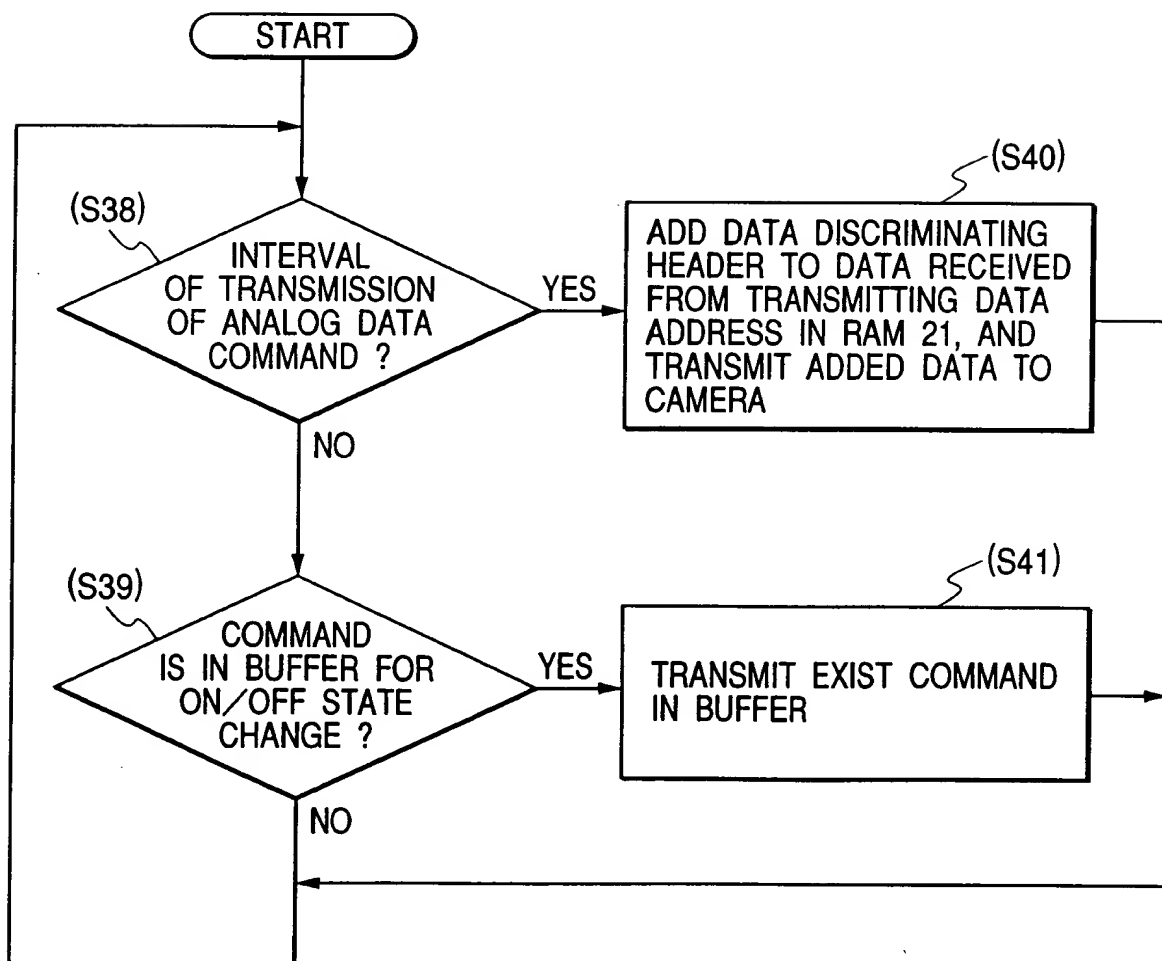 START
(S38)
INTERVAL
OF TRANSMISSION
OF ANALOG DATA
COMMAND ?
YES
NO
(S40)
ADD DATA DISCRIMINATING
HEADER TO DATA RECEIVED
FROM TRANSMITTING DATA
ADDRESS IN RAM 21, AND
TRANSMIT ADDED DATA TO
CAMERA
(S39)
COMMAND
IS IN BUFFER FOR
ON/OFF STATE
CHANGE ?
YES
NO
(S41)
TRANSMIT EXIST COMMAND
IN BUFFER